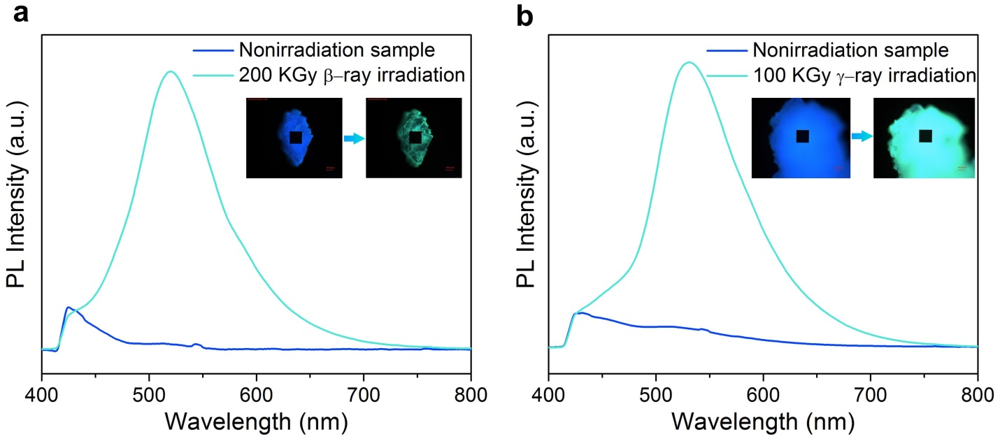 a
Nonirradiation sample
200 KGy β–ray irradiation
PL Intensity (a.u.)
400 500 600 700 800
Wavelength (nm)
b
Nonirradiation sample
100 KGy γ–ray irradiation
PL Intensity (a.u.)
400 500 600 700 800
Wavelength (nm)